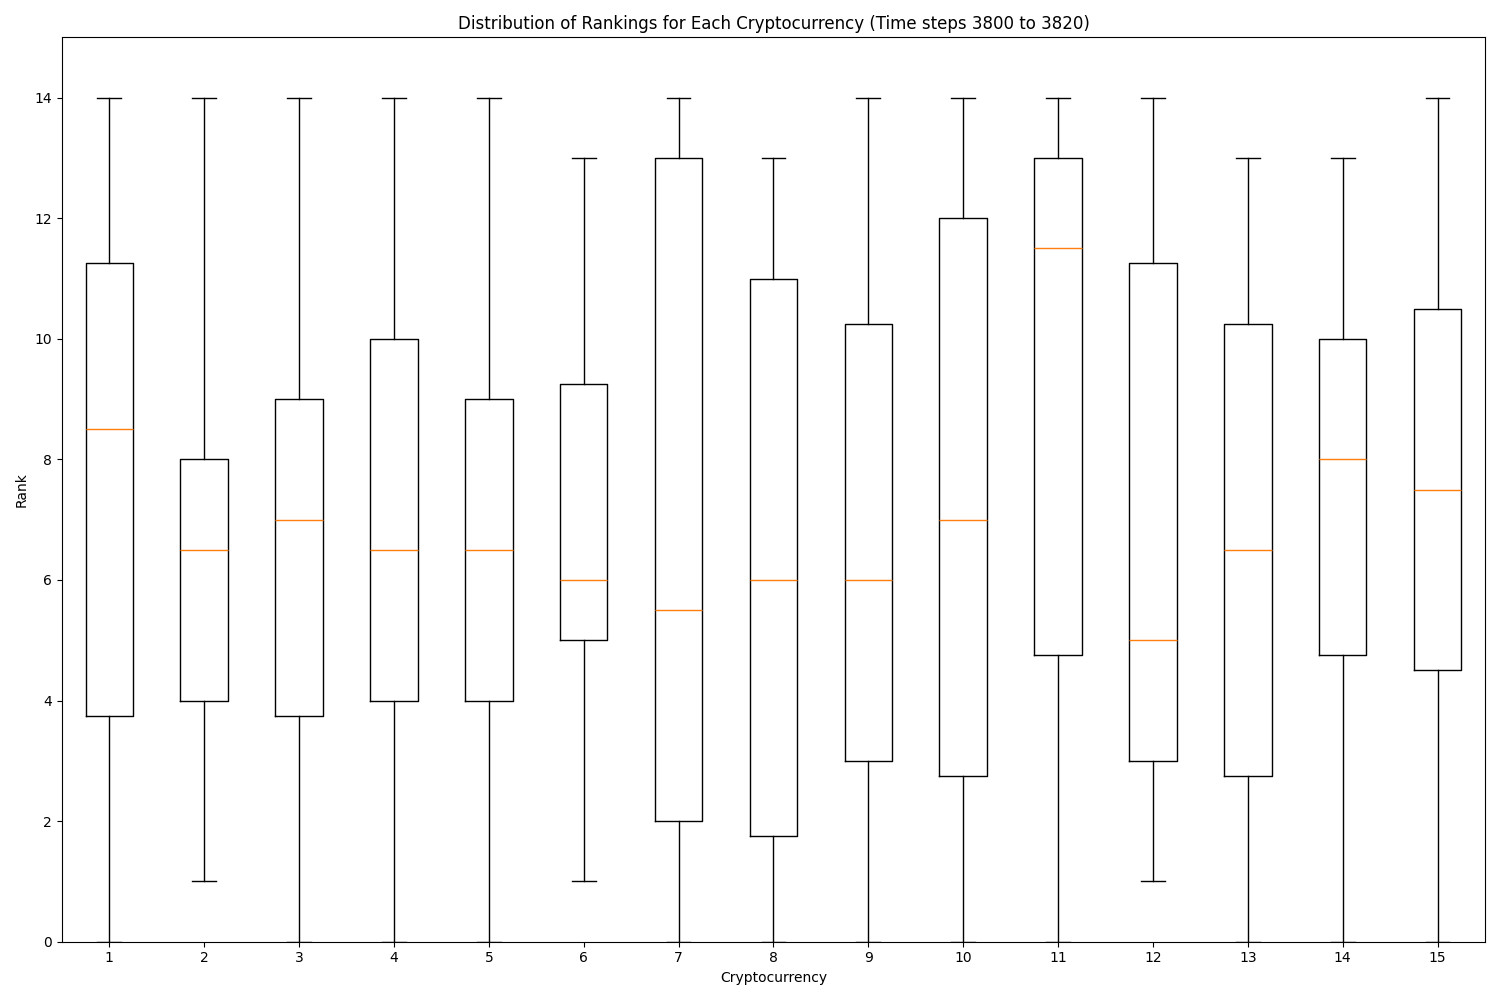 Distribution of Rankings for Each Cryptocurrency (Time steps 3800 to 3820)
Rank
14
12
10
8
6
4
2
0
1 2 3 4 5 6 7 8 9 10 11 12 13 14 15
Cryptocurrency